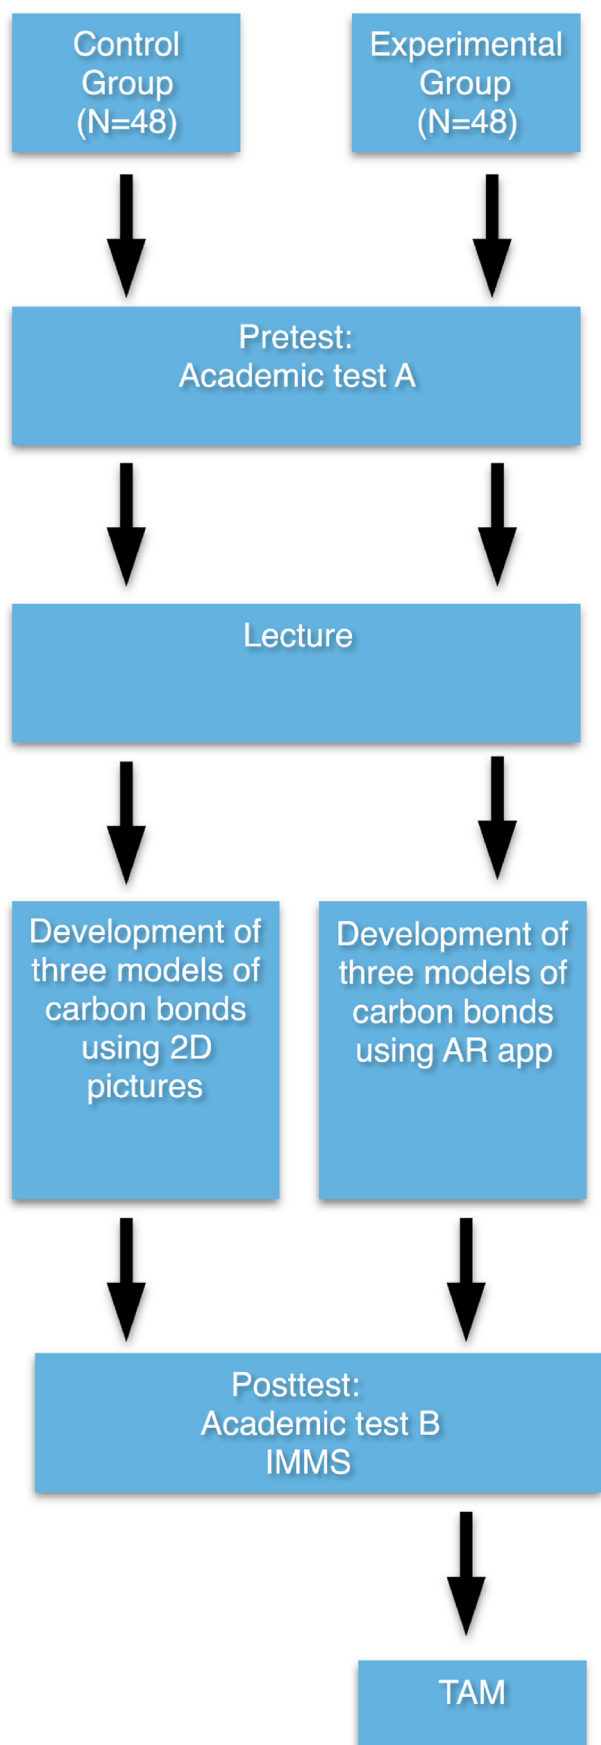 Control
Group
(N=48)
Experimental
Group
(N=48)
Pretest:
Academic test A
Lecture
Development of
three models of
carbon bonds
using 2D
pictures
Development of
three models of
carbon bonds
using AR app
Posttest:
Academic test B
IMMS
TAM